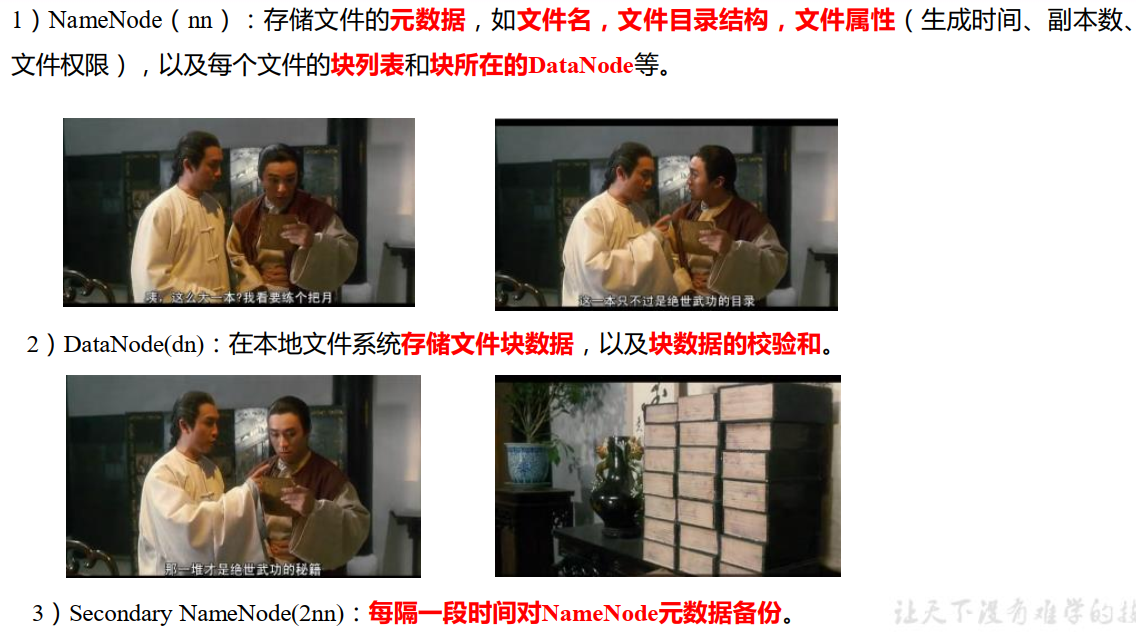 1）NameNode（nn）：存储文件的元数据，如文件名，文件目录结构，文件属性（生成时间、副本数、
文件权限），以及每个文件的块列表和块所在的DataNode等。
咦，这么大一本?我看要练个把月
这一本只不过是绝世武功的目录
2）DataNode(dn)：在本地文件系统存储文件块数据，以及块数据的校验和。
那一堆才是绝世武功的秘籍
3）Secondary NameNode(2nn)：每隔一段时间对NameNode元数据备份。
让天下没有难学的技